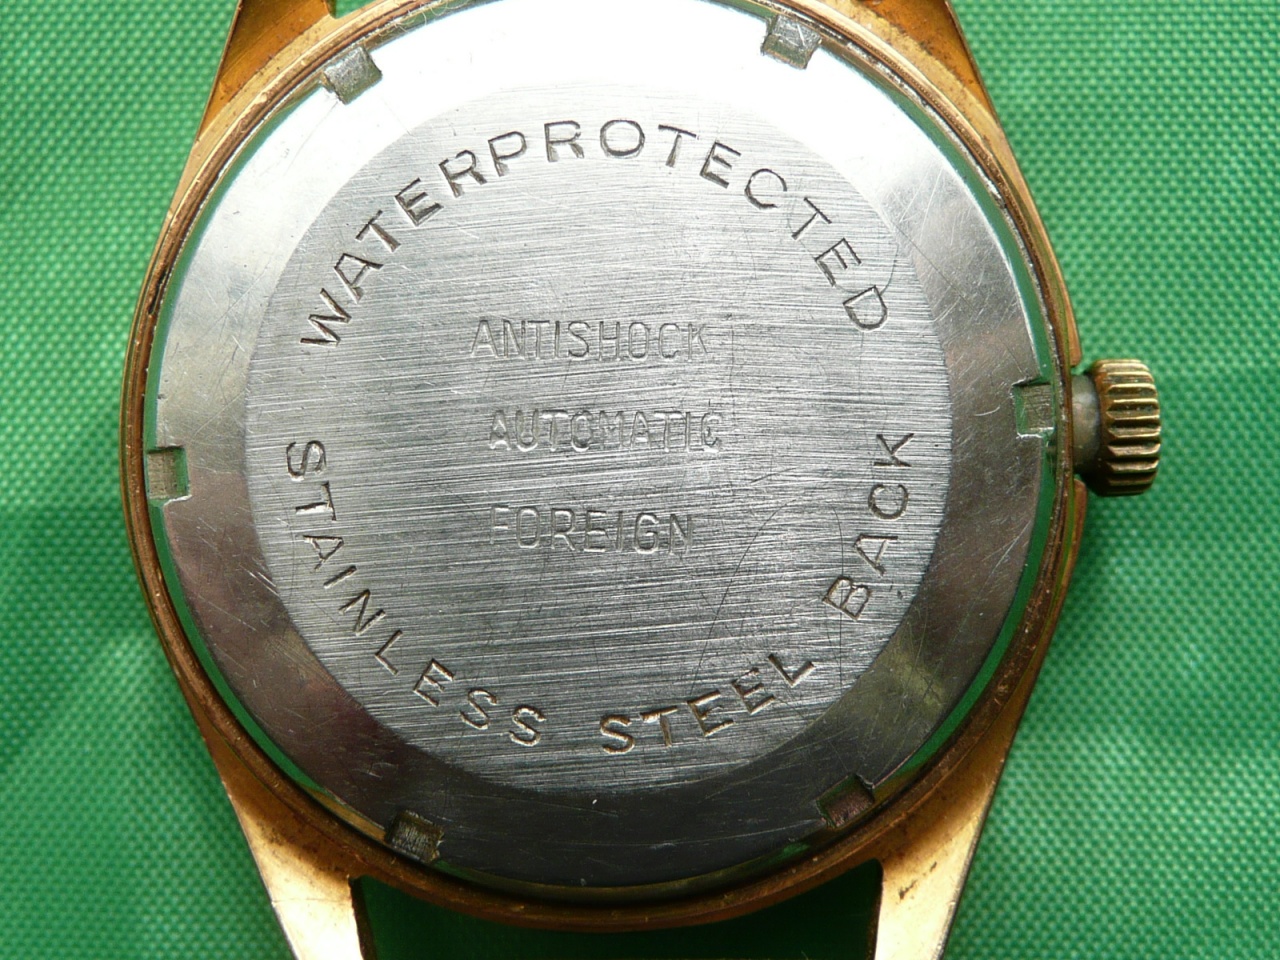 WATERPROTECTED
ANTISHOCK
AUTOMATIC
FOREIGN
STAINLESS STEEL BACK